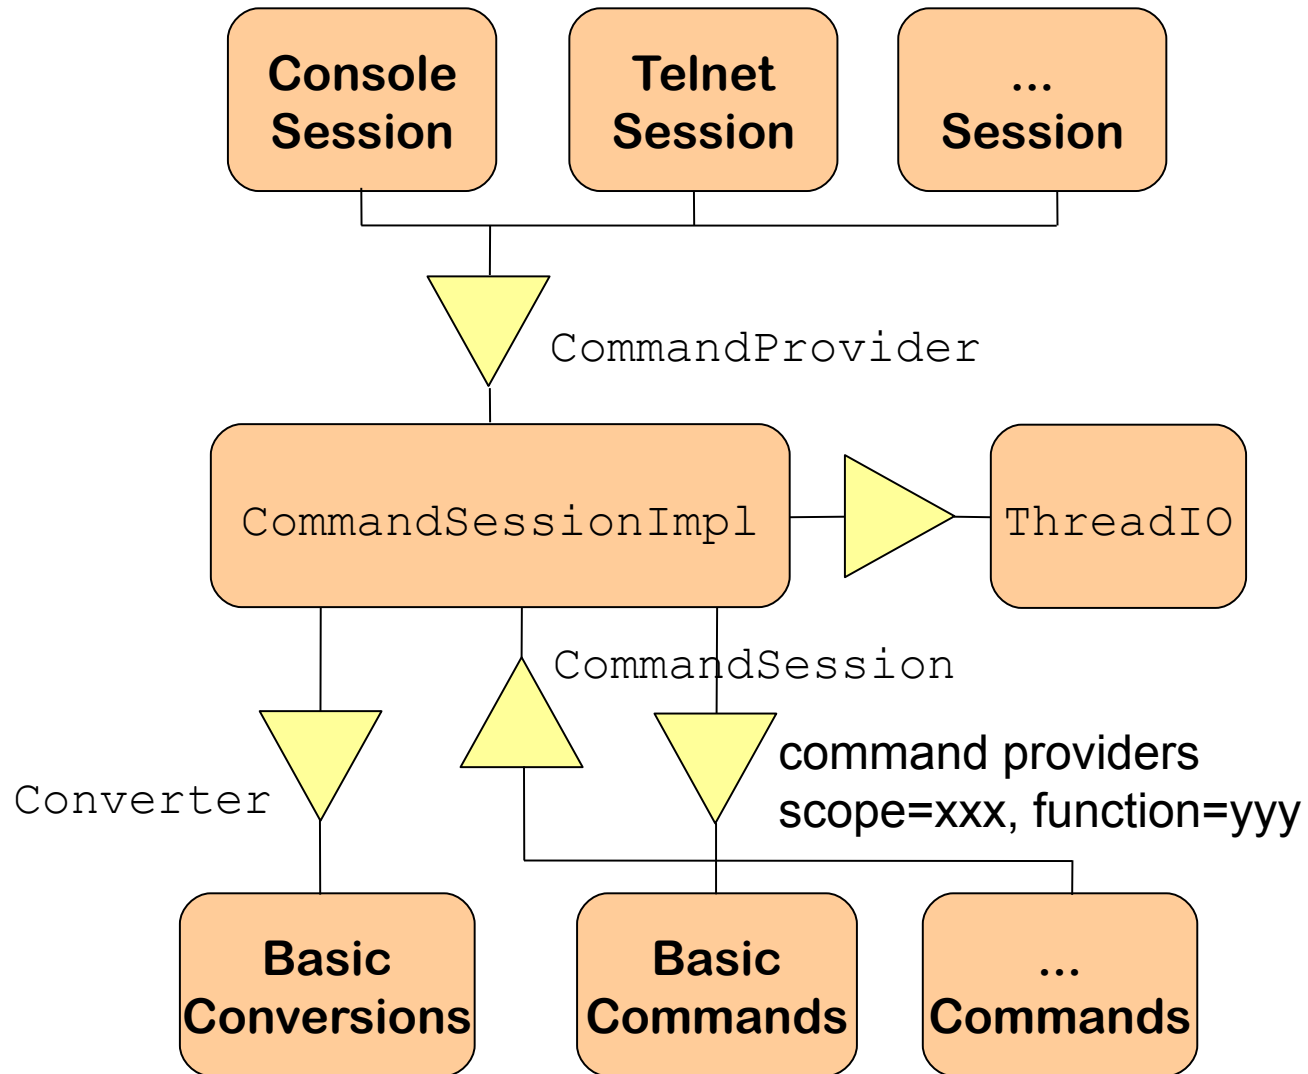 Console
Session
Telnet
Session
...
Session
CommandProvider
CommandSessionImpl
ThreadIO
CommandSession
command providers
scope=xxx, function=yyy
Converter
Basic
Conversions
Basic
Commands
...
Commands